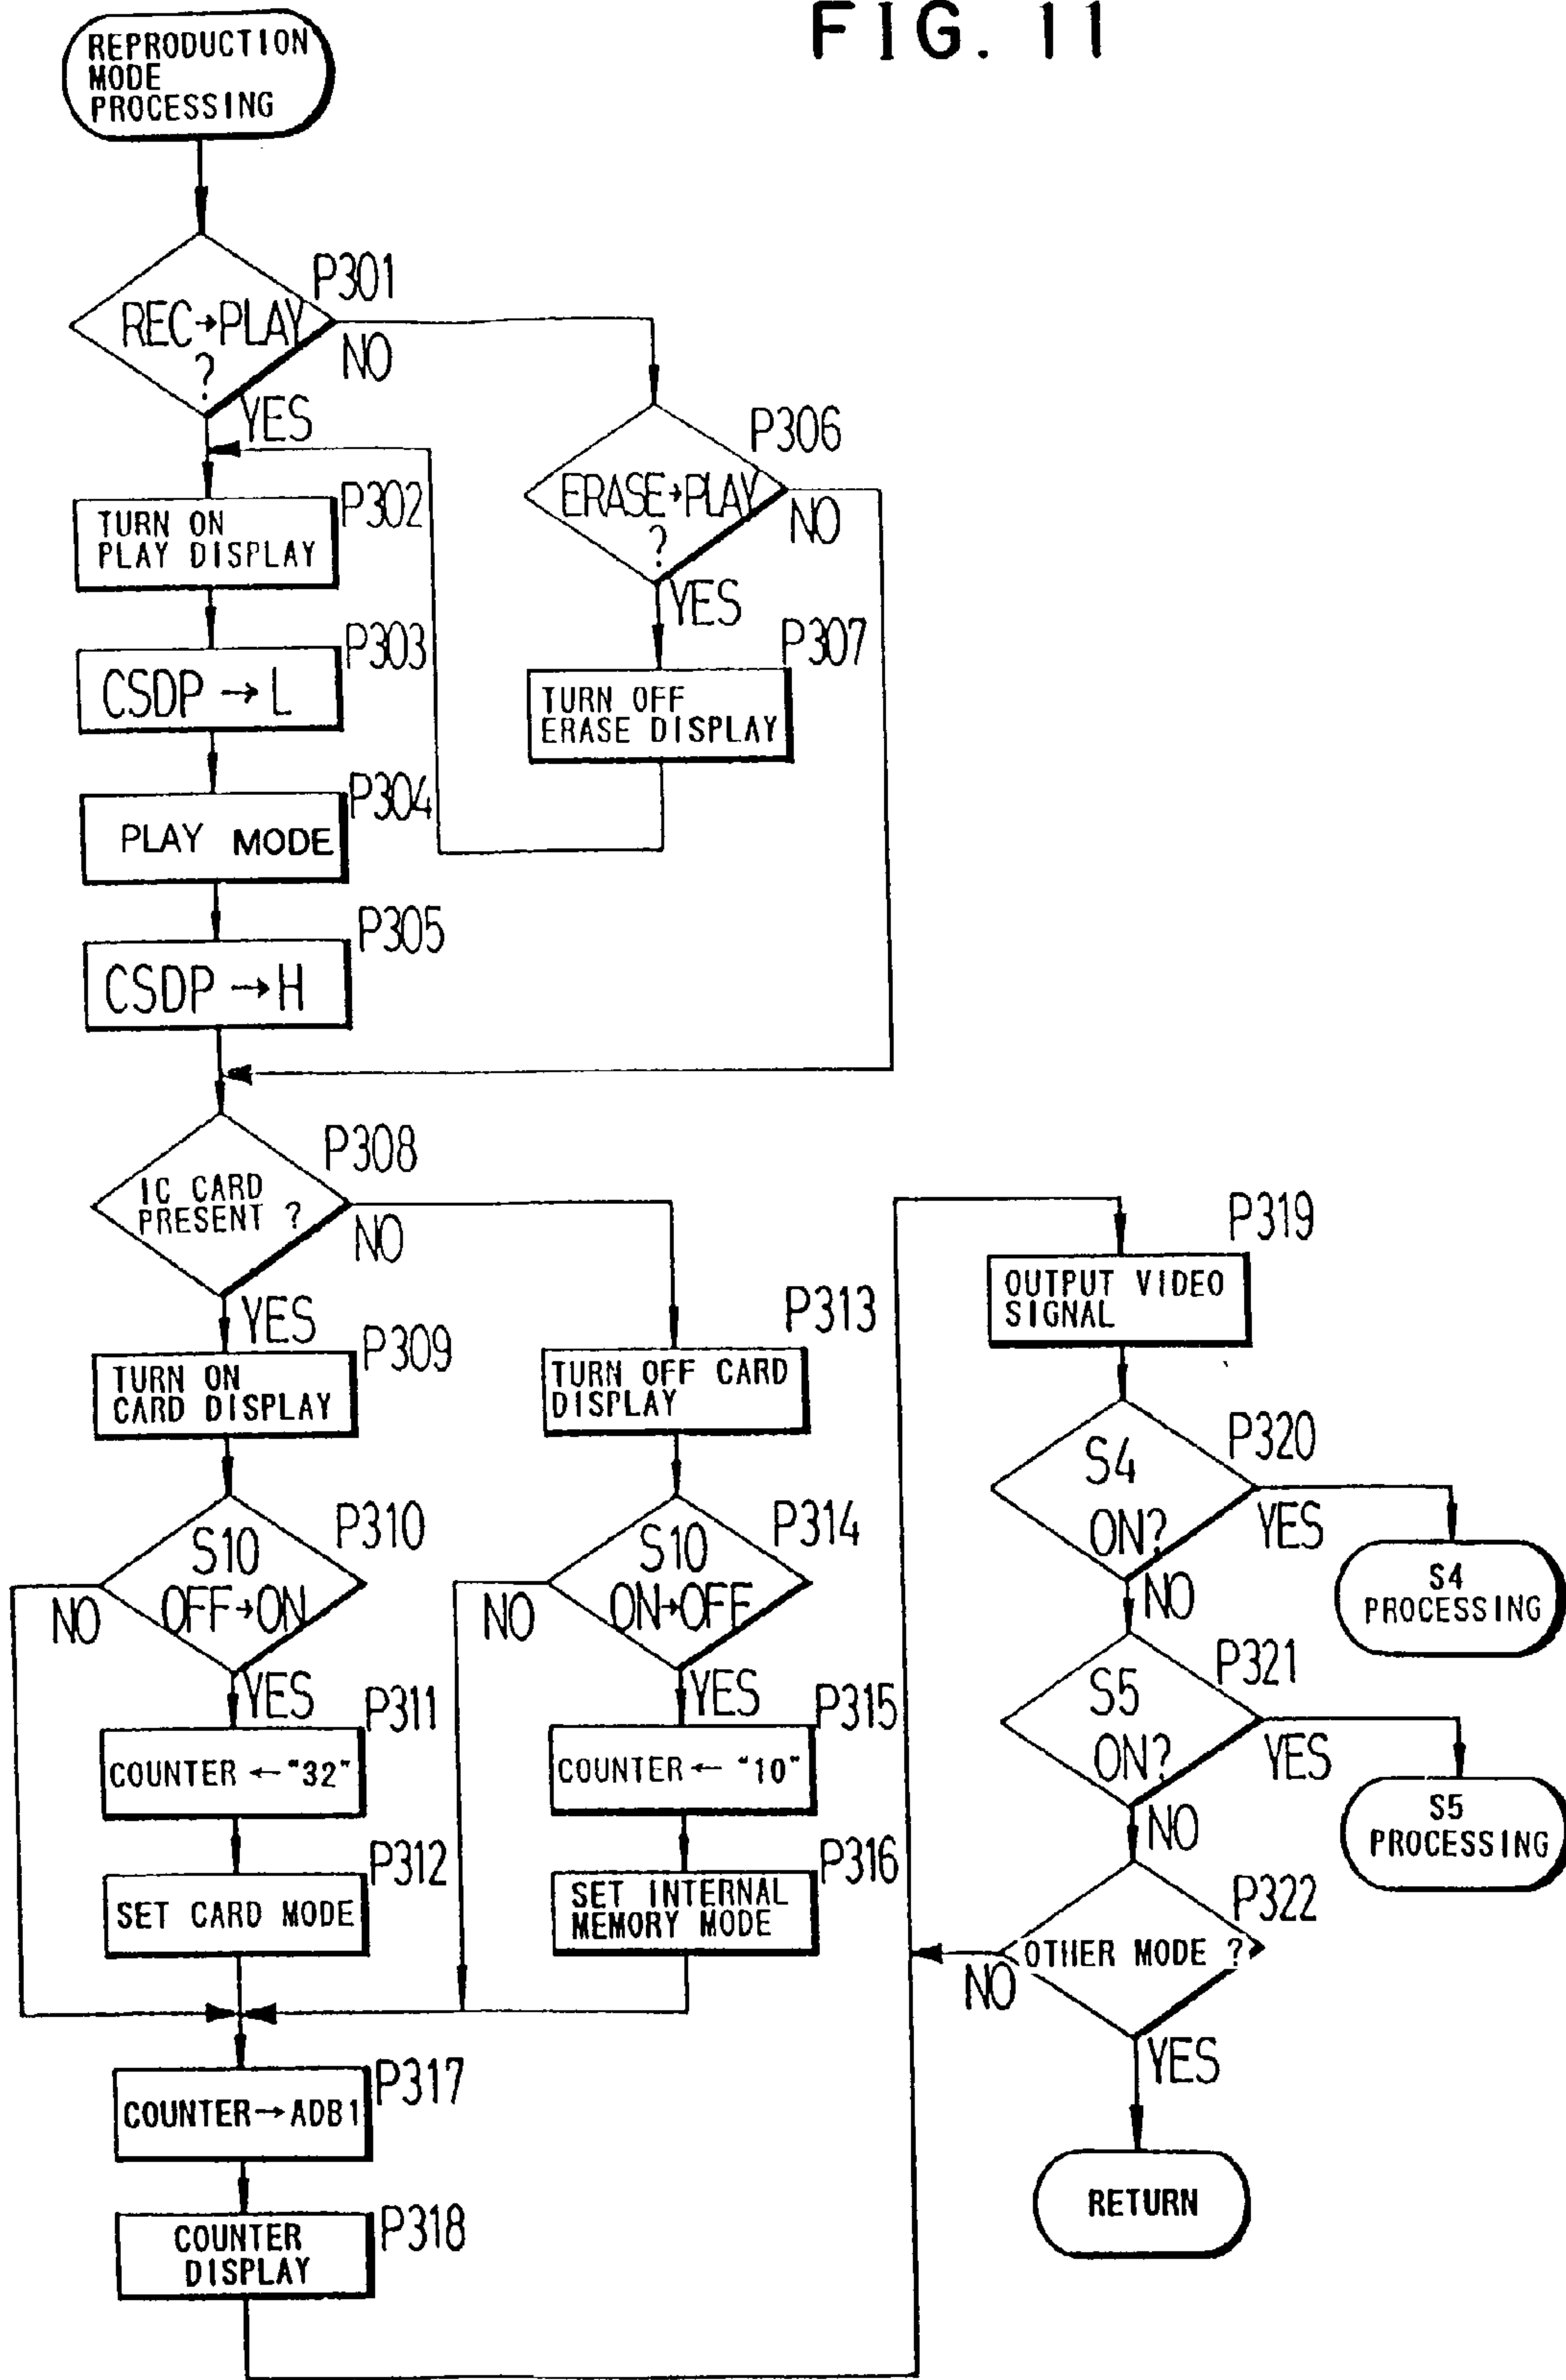 FIG. 11
REPRODUCTION
MODE
PROCESSING
P301
REC→PLAY
?
NO
YES
P306
ERASE→PLAY
?
NO
YES
P302
TURN ON
PLAY DISPLAY
P303
CSDP → L
P307
TURN OFF
ERASE DISPLAY
P304
PLAY MODE
P305
CSDP → H
P308
IC CARD
PRESENT ?
NO
YES
P309
TURN ON
CARD DISPLAY
P313
TURN OFF CARD
DISPLAY
P310
S10
OFF→ON
NO
YES
P314
S10
ON→OFF
NO
YES
P311
COUNTER ← "32"
P315
COUNTER ← "10"
P312
SET CARD MODE
P316
SET INTERNAL
MEMORY MODE
P317
COUNTER → ADB1
P318
COUNTER
DISPLAY
P319
OUTPUT VIDEO
SIGNAL
P320
S4
ON?
YES
NO
S4
PROCESSING
P321
S5
ON?
YES
NO
S5
PROCESSING
P322
OTHER MODE ?
NO
YES
RETURN